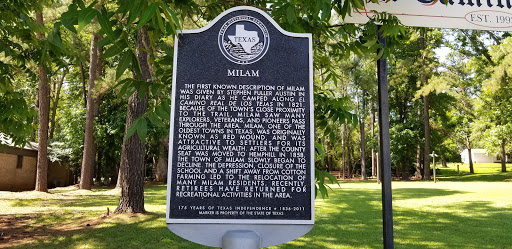 TEXAS
MILAM
THE FIRST KNOWN DESCRIPTION OF MILAM
WAS GIVEN BY STEPHEN FULLER AUSTIN IN
HIS DIARY AS HE CAMPED ALONG EL
CAMINO REAL DE LOS TEJAS IN 1821.
BECAUSE OF THE TOWN'S CLOSE PROXIMITY
TO THE TRAIL, MILAM SAW MANY
EXPLORERS, VETERANS, AND PIONEERS PASS
THROUGH THE AREA. MILAM, ONE OF THE
OLDEST TOWNS IN TEXAS, WAS ORIGINALLY
KNOWN AS RED MOUND, AND WAS
ATTRACTIVE TO SETTLERS FOR ITS
AGRICULTURAL WEALTH. AFTER THE COUNTY
SEAT WAS MOVED TO HEMPHILL IN 1858,
THE TOWN OF MILAM SLOWLY BEGAN TO
DECLINE. THE DEPRESSION, CLOSURE OF THE
SCHOOL AND A SHIFT AWAY FROM COTTON
FARMING LED TO THE RELOCATION OF
MANY MILAM RESIDENTS. RECENTLY,
RETIREES HAVE RETURNED FOR
RECREATIONAL ACTIVITIES IN THE AREA.
175 YEARS OF TEXAS INDEPENDENCE * 1836-2011
MARKER IS PROPERTY OF THE STATE OF TEXAS
EST. 199